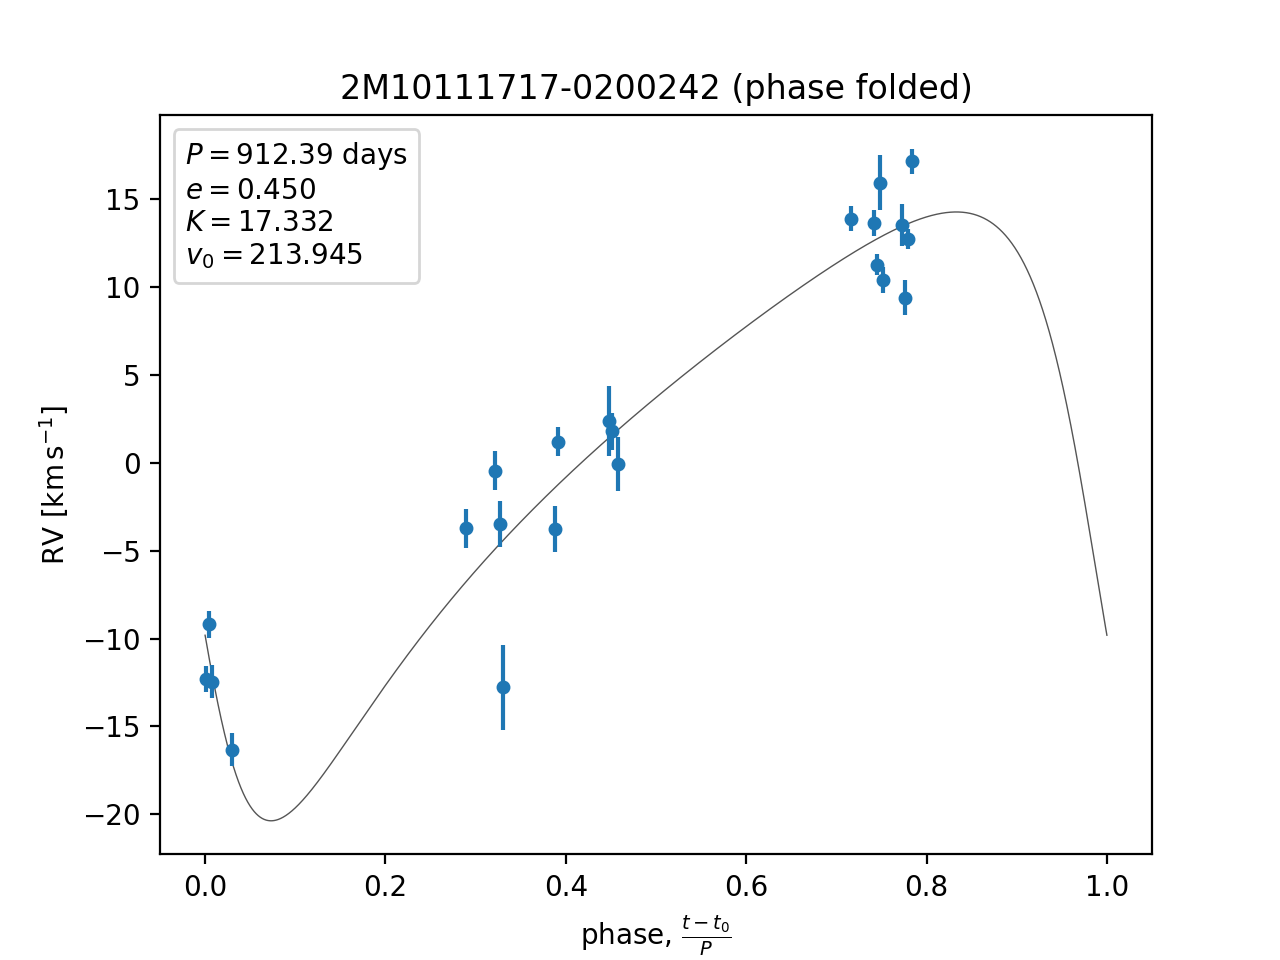 2M10111717-0200242 (phase folded)
P = 912.39 days
e = 0.450
K = 17.332
v₀ = 213.945
15
10
5
0
−5
−10
−15
−20
RV [km s⁻¹]
0.0 0.2 0.4 0.6 0.8 1.0
phase, (t − t₀)/P